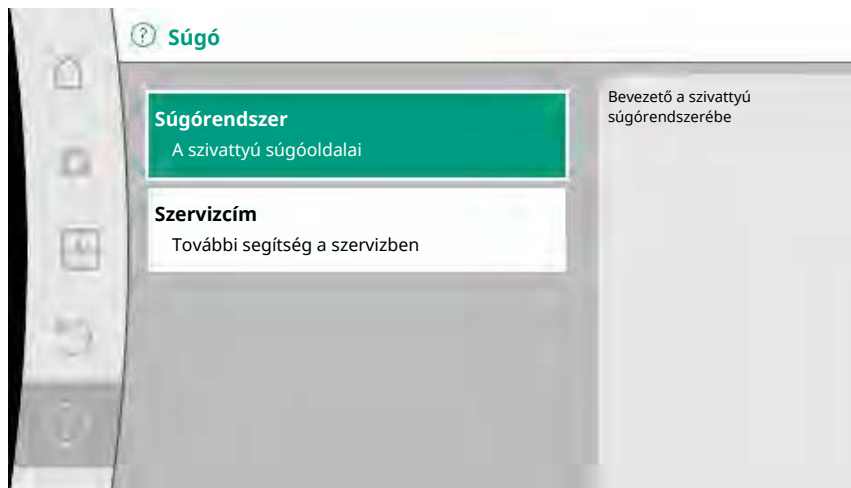 Súgó
Súgórendszer
A szivattyú súgóoldalai
Szervizcím
További segítség a szervizben
Bevezető a szivattyú
súgórendszerébe